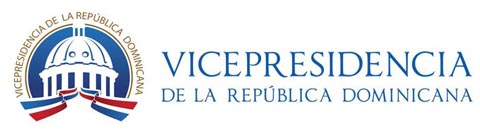 VICEPRESIDENCIA DE LA REPÚBLICA DOMINICANA
VICEPRESIDENCIA
DE LA REPÚBLICA DOMINICANA